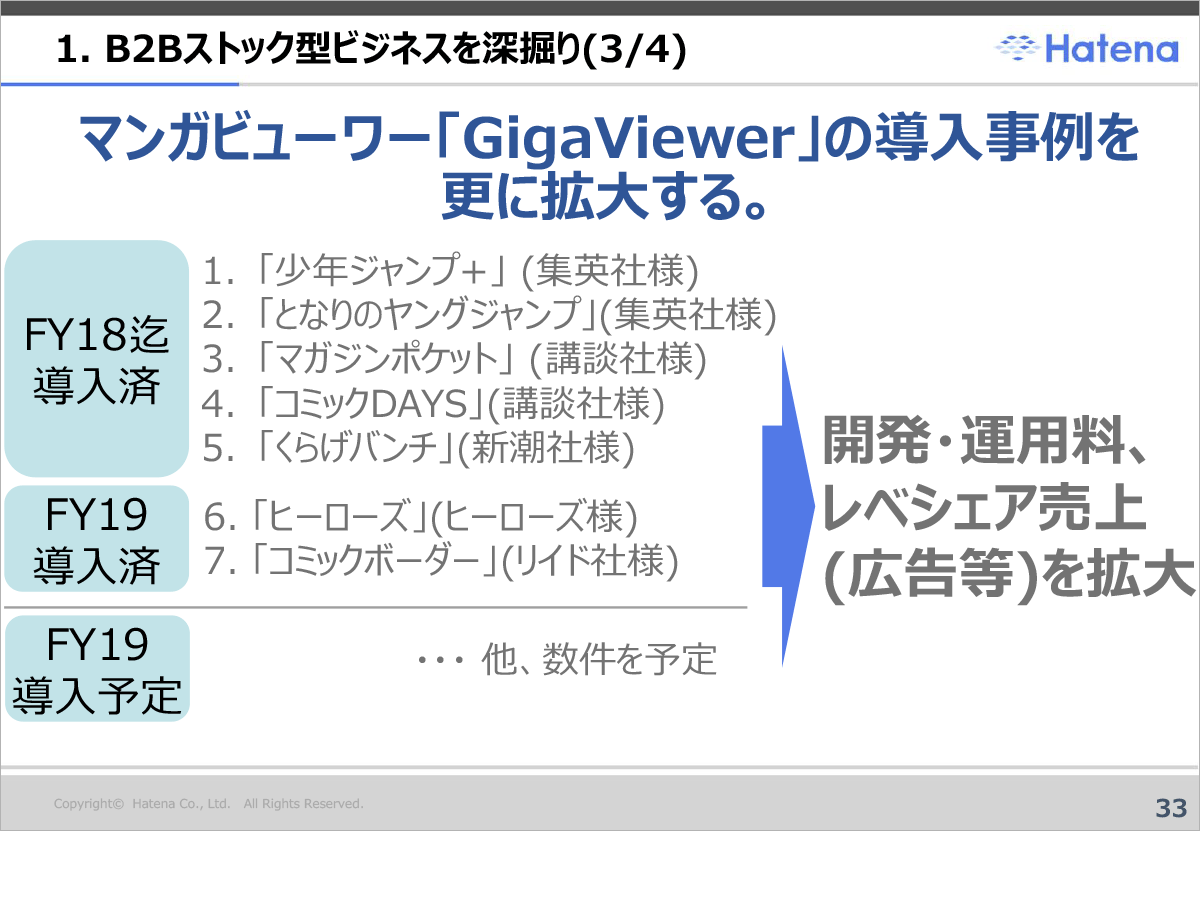 1. B2Bストック型ビジネスを深掘り(3/4)
Hatena
マンガビューワー「GigaViewer」の導入事例を
更に拡大する。
FY18迄
導入済
1. 「少年ジャンプ＋」 (集英社様)
2. 「となりのヤングジャンプ」(集英社様)
3. 「マガジンポケット」 (講談社様)
4. 「コミックDAYS」(講談社様)
5. 「くらげバンチ」(新潮社様)
FY19
導入済
6. 「ヒーローズ」(ヒーローズ様)
7. 「コミックボーダー」(リイド社様)
FY19
導入予定
・・・ 他、数件を予定
開発・運用料、
レベシェア売上
(広告等)を拡大
Copyright© Hatena Co., Ltd. All Rights Reserved.
33